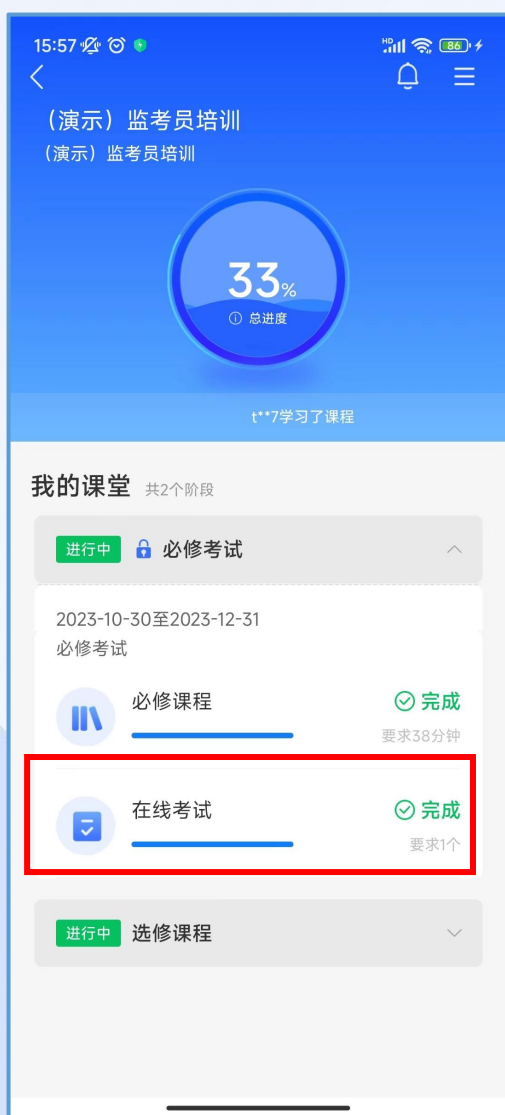 15:57
HD
86
（演示）监考员培训
（演示）监考员培训
33%
总进度
t**7学习了课程
我的课堂 共2个阶段
进行中 必修考试
2023-10-30至2023-12-31
必修考试
必修课程 完成
要求38分钟
在线考试 完成
要求1个
进行中 选修课程